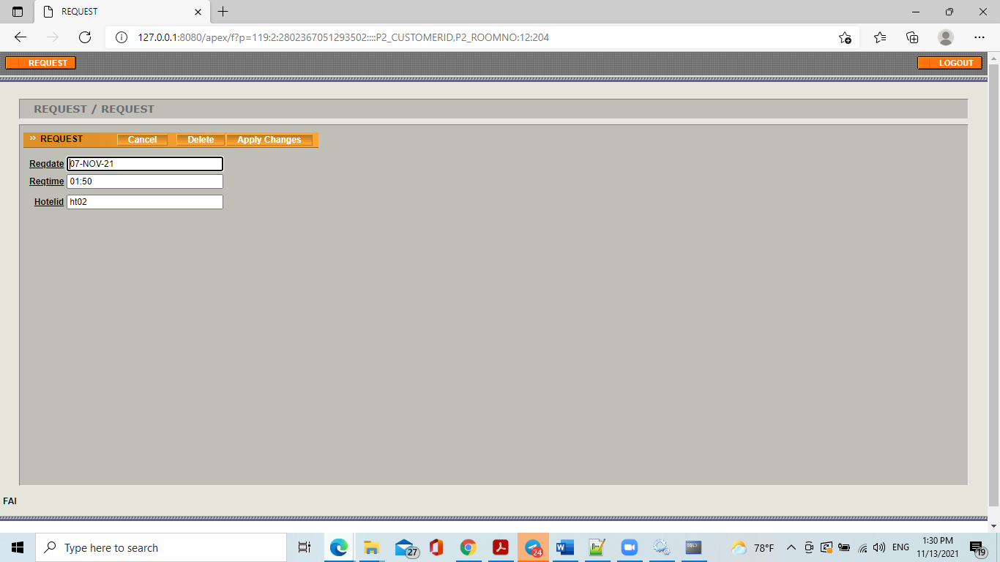 REQUEST
127.0.0.1:8080/apex/f?p=119:2:2802367051293502::::P2_CUSTOMERID,P2_ROOMNO:12:204
REQUEST LOGOUT
REQUEST / REQUEST
» REQUEST Cancel Delete Apply Changes
Reqdate 07-NOV-21
Reqtime 01:50
Hotelid ht02
FAI
Type here to search 27 24 W SQL> 78°F ENG 1:30 PM 19
11/13/2021